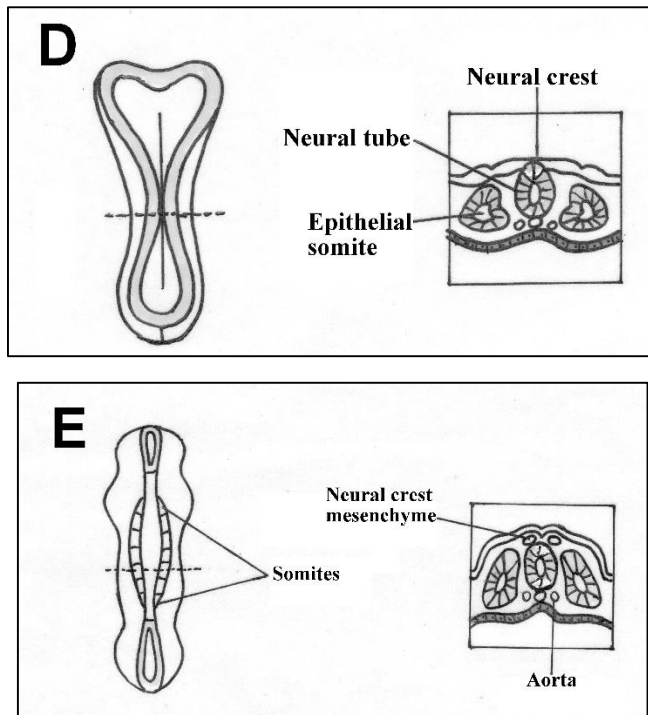 D
Neural crest
Neural tube
Epithelial
somite
E
Neural crest
mesenchyme
Somites
Aorta